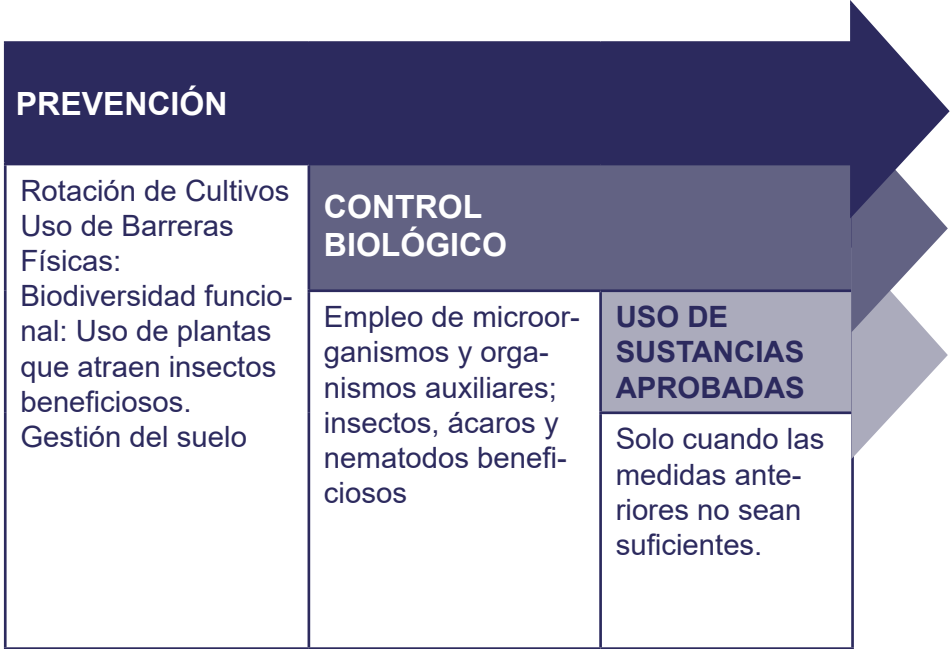 PREVENCIÓN
Rotación de Cultivos
Uso de Barreras
Físicas:
Biodiversidad funcio-
nal: Uso de plantas
que atraen insectos
beneficiosos.
Gestión del suelo
CONTROL
BIOLÓGICO
Empleo de microor-
ganismos y orga-
nismos auxiliares;
insectos, ácaros y
nematodos benefi-
ciosos
USO DE
SUSTANCIAS
APROBADAS
Solo cuando las
medidas ante-
riores no sean
suficientes.